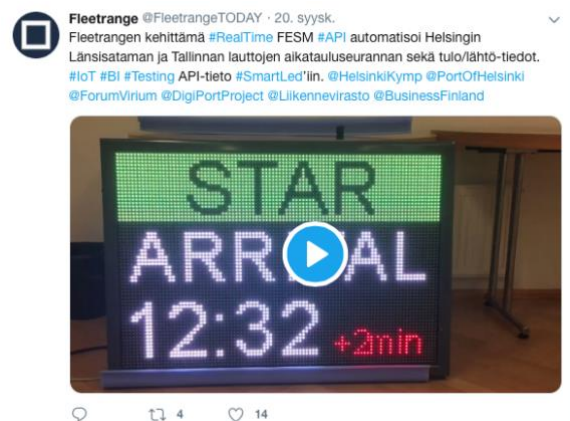 Fleetrange @FleetrangeTODAY · 20. syysk.
Fleetrangen kehittämä #RealTime FESM #API automatisoi Helsingin
Länsisataman ja Tallinnan lauttojen aikatauluseurannan sekä tulo/lähtö-tiedot.
#IoT #BI #Testing API-tieto #SmartLed'iin. @HelsinkiKymp @PortOfHelsinki
@ForumVirium @DigiPortProject @Liikennevirasto @BusinessFinland
STAR
ARRIVAL
12:32 +2min
4 14